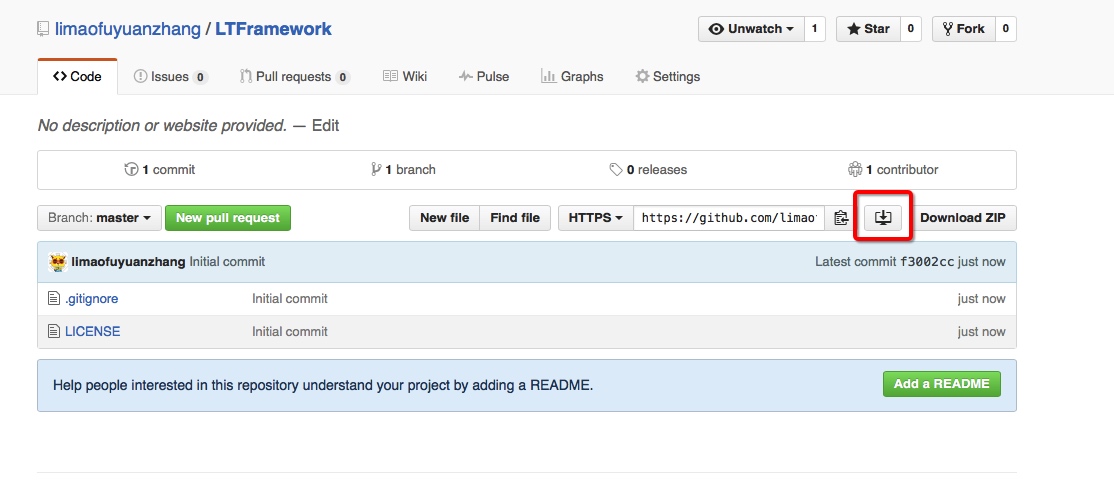 limaofuyuanzhang / LTFramework
Unwatch 1 Star 0 Fork 0
Code Issues 0 Pull requests 0 Wiki Pulse Graphs Settings
No description or website provided. — Edit
1 commit 1 branch 0 releases 1 contributor
Branch: master New pull request New file Find file HTTPS https://github.com/limao Download ZIP
limaofuyuanzhang Initial commit Latest commit f3002cc just now
.gitignore Initial commit just now
LICENSE Initial commit just now
Help people interested in this repository understand your project by adding a README. Add a README